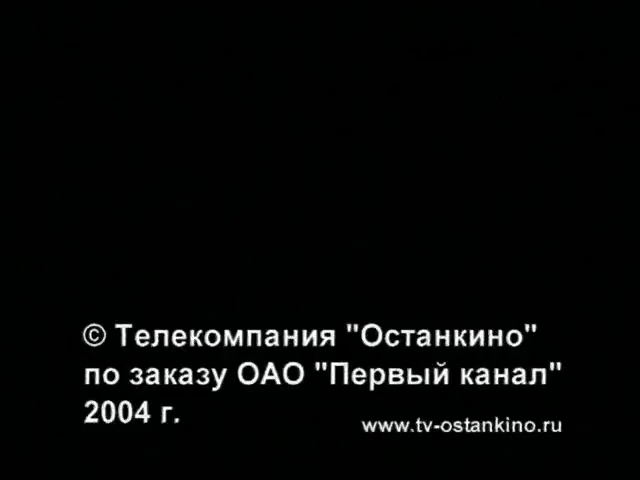 © Телекомпания "Останкино"
по заказу ОАО "Первый канал"
2004 г.
www.tv-ostankino.ru